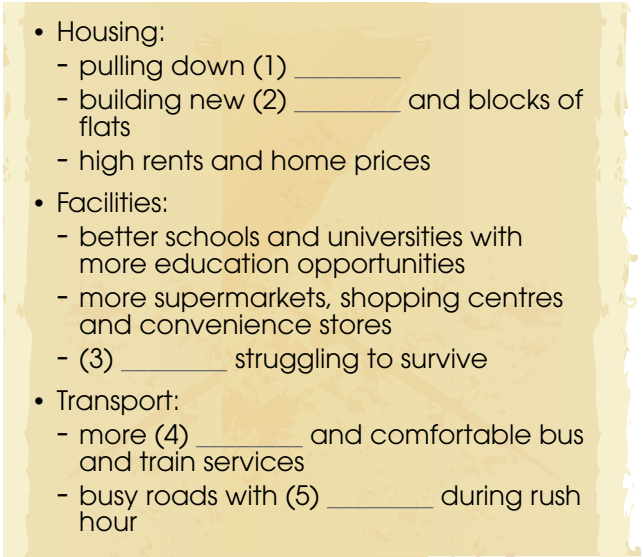 • Housing:
- pulling down (1) ________
- building new (2) ________ and blocks of
flats
- high rents and home prices
• Facilities:
- better schools and universities with
more education opportunities
- more supermarkets, shopping centres
and convenience stores
- (3) ________ struggling to survive
• Transport:
- more (4) ________ and comfortable bus
and train services
- busy roads with (5) ________ during rush
hour